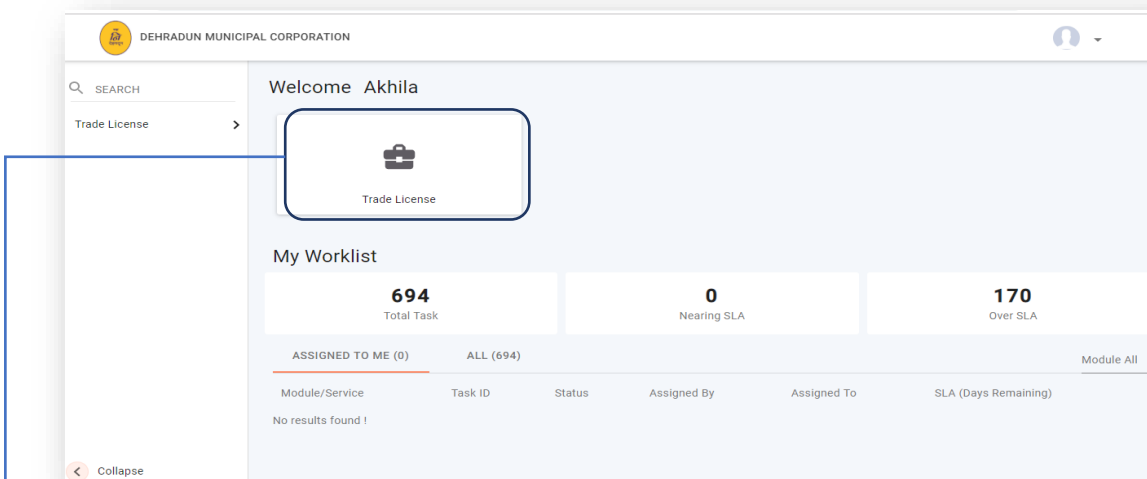 DEHRADUN MUNICIPAL CORPORATION
SEARCH
Trade License
Welcome Akhila
Trade License
My Worklist
694
Total Task
0
Nearing SLA
170
Over SLA
ASSIGNED TO ME (0) ALL (694) Module All
Module/Service Task ID Status Assigned By Assigned To SLA (Days Remaining)
No results found !
Collapse